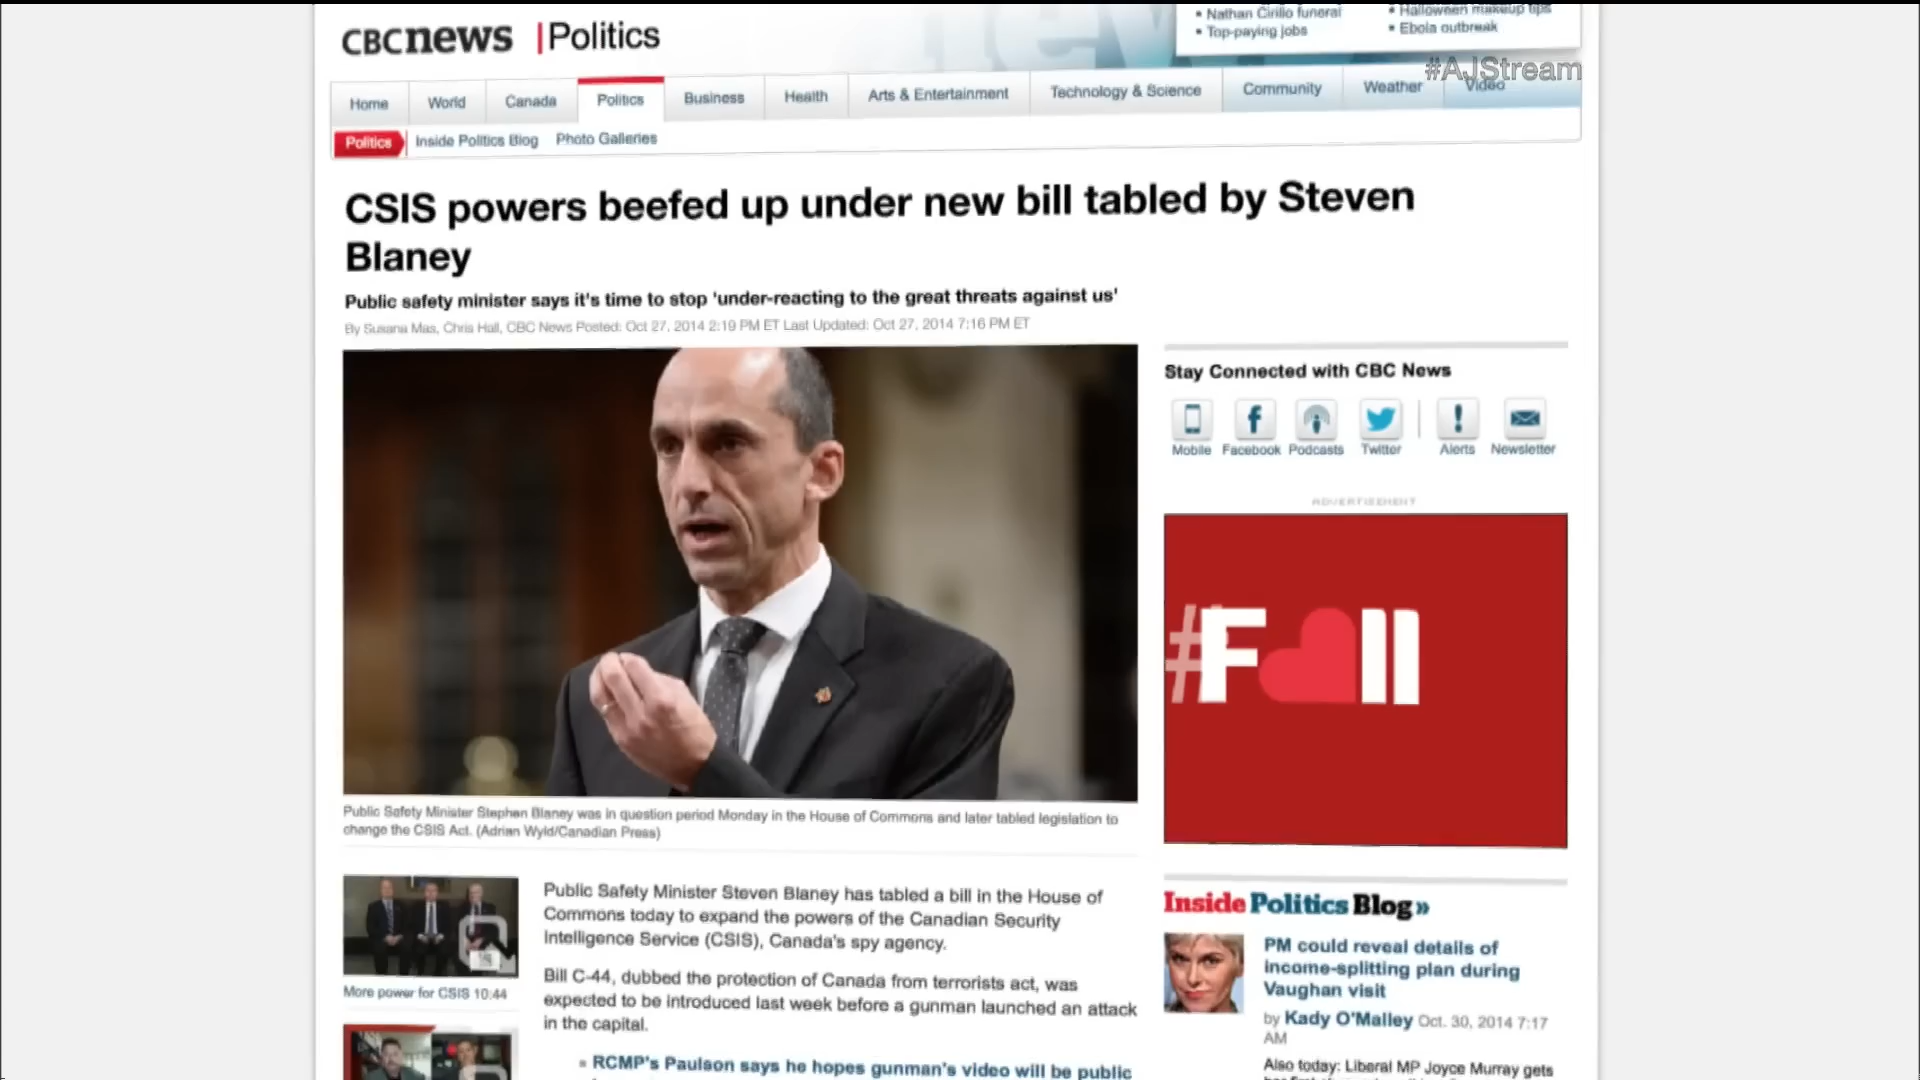 CBCnews | Politics
Nathan Cirillo funeral
Top-paying jobs
Halloween makeup tips
Ebola outbreak
#AJStream
Home World Canada Politics Business Health Arts & Entertainment Technology & Science Community Weather Video
Politics Inside Politics Blog Photo Galleries
CSIS powers beefed up under new bill tabled by Steven
Blaney
Public safety minister says it's time to stop 'under-reacting to the great threats against us'
By Susana Mas, Chris Hall, CBC News Posted: Oct 27, 2014 2:19 PM ET Last Updated: Oct 27, 2014 7:16 PM ET
Stay Connected with CBC News
Mobile Facebook Podcasts Twitter Alerts Newsletter
ADVERTISEMENT
#Fall
Public Safety Minister Stephen Blaney was in question period Monday in the House of Commons and later tabled legislation to
change the CSIS Act. (Adrian Wyld/Canadian Press)
More power for CSIS 10:44
Public Safety Minister Steven Blaney has tabled a bill in the House of
Commons today to expand the powers of the Canadian Security
Intelligence Service (CSIS), Canada's spy agency.
Bill C-44, dubbed the protection of Canada from terrorists act, was
expected to be introduced last week before a gunman launched an attack
in the capital.
RCMP's Paulson says he hopes gunman's video will be public
Inside Politics Blog »
PM could reveal details of
income-splitting plan during
Vaughan visit
by Kady O'Malley Oct. 30, 2014 7:17
AM
Also today: Liberal MP Joyce Murray gets